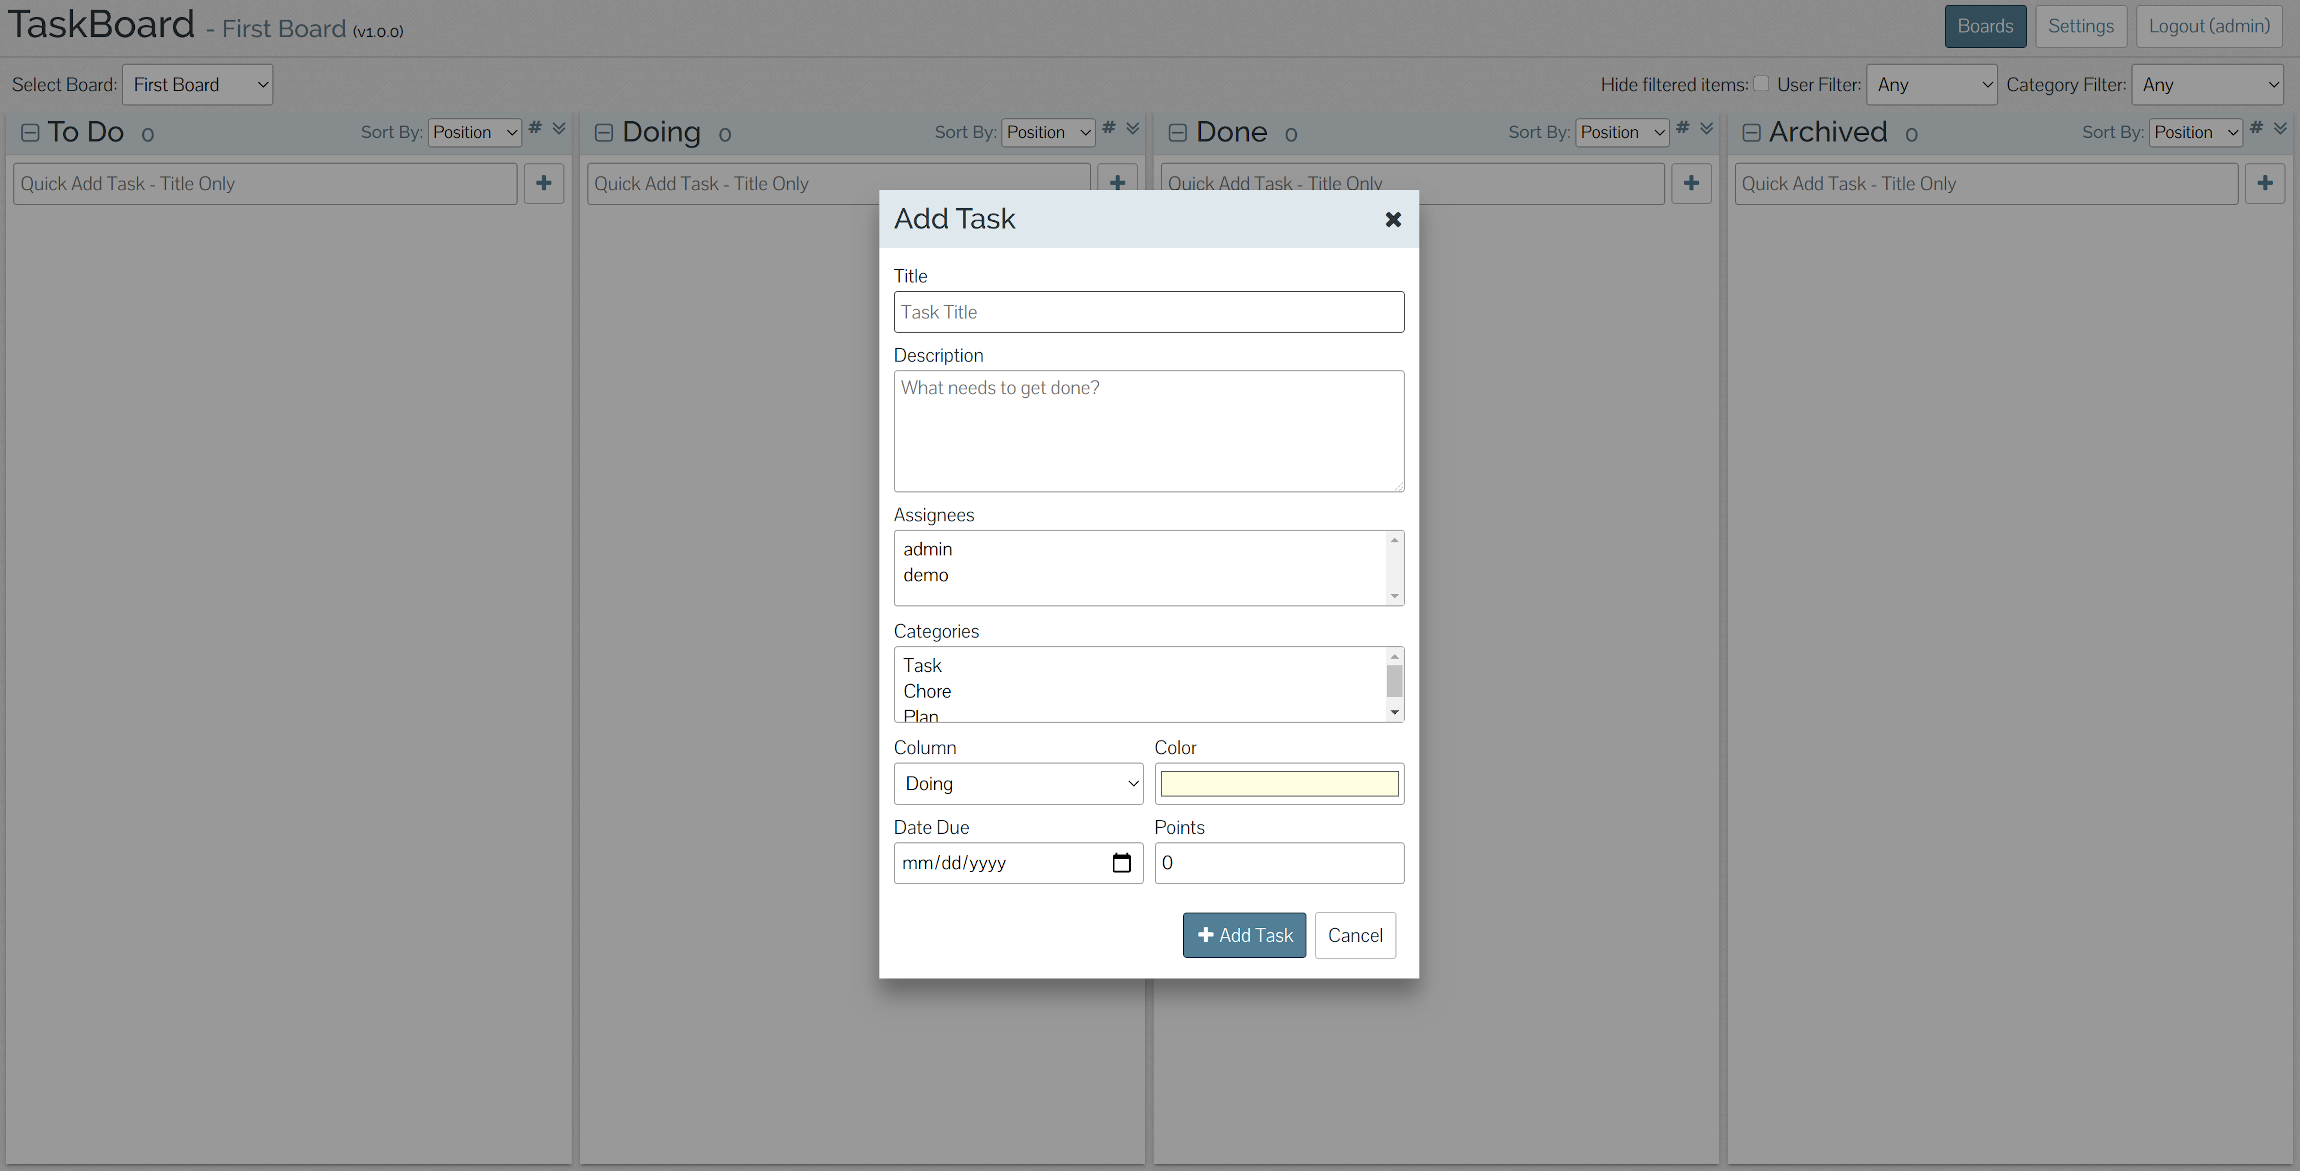 TaskBoard - First Board (v1.0.0)
Boards
Settings
Logout (admin)
Select Board: First Board
Hide filtered items: User Filter: Any Category Filter: Any
To Do 0 Sort By: Position #
Doing 0 Sort By: Position #
Done 0 Sort By: Position #
Archived 0 Sort By: Position #
Quick Add Task - Title Only
Quick Add Task - Title Only
Quick Add Task - Title Only
Quick Add Task - Title Only
Add Task
Title
Task Title
Description
What needs to get done?
Assignees
admin
demo
Categories
Task
Chore
Plan
Column
Color
Doing
Date Due
Points
mm/dd/yyyy
0
Add Task
Cancel